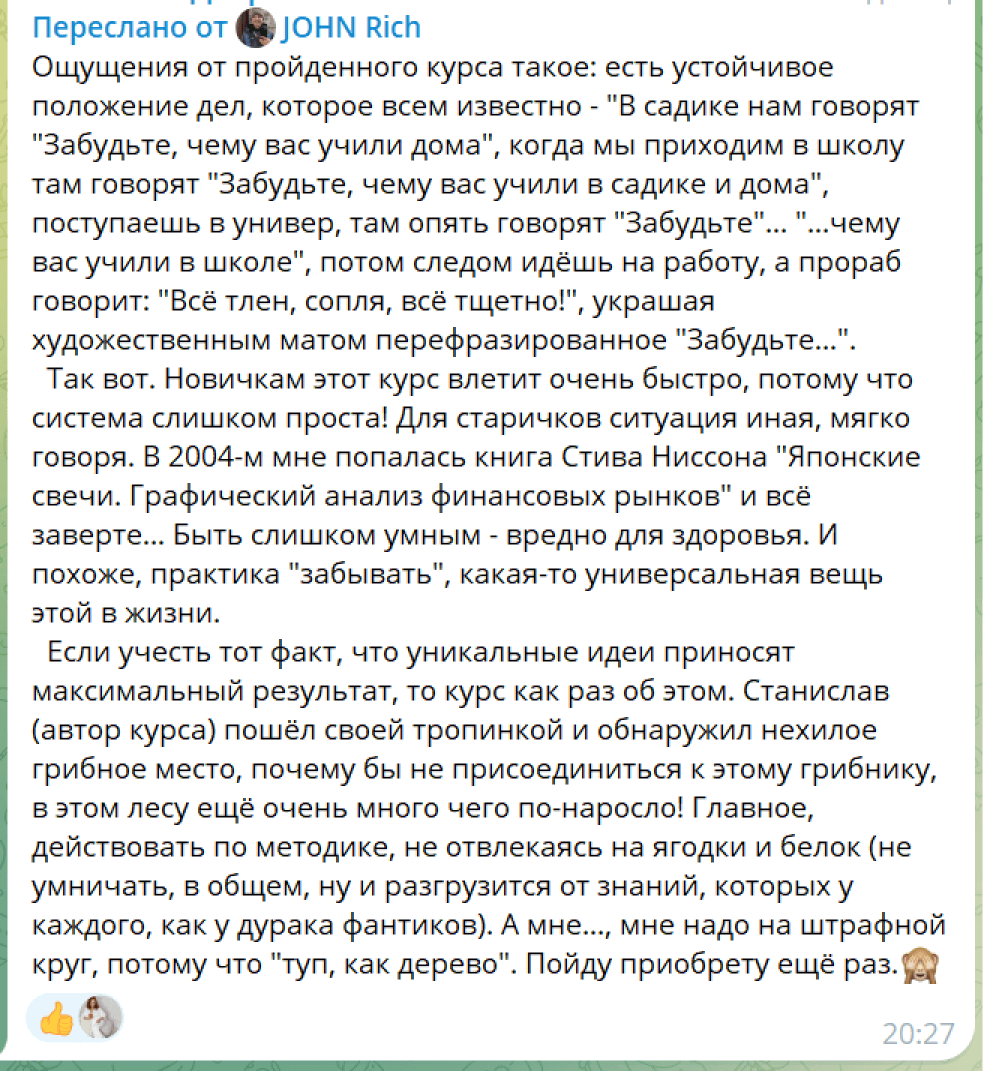 Переслано от JOHN Rich
Ощущения от пройденного курса такое: есть устойчивое
положение дел, которое всем известно - "В садике нам говорят
"Забудьте, чему вас учили дома", когда мы приходим в школу
там говорят "Забудьте, чему вас учили в садике и дома",
поступаешь в универ, там опять говорят "Забудьте"... "...чему
вас учили в школе", потом следом идёшь на работу, а прораб
говорит: "Всё тлен, сопля, всё тщетно!", украшая
художественным матом перефразированное "Забудьте...".
Так вот. Новичкам этот курс влетит очень быстро, потому что
система слишком проста! Для старичков ситуация иная, мягко
говоря. В 2004-м мне попалась книга Стива Ниссона "Японские
свечи. Графический анализ финансовых рынков" и всё
заверте... Быть слишком умным - вредно для здоровья. И
похоже, практика "забывать", какая-то универсальная вещь
этой в жизни.
Если учесть тот факт, что уникальные идеи приносят
максимальный результат, то курс как раз об этом. Станислав
(автор курса) пошёл своей тропинкой и обнаружил нехилое
грибное место, почему бы не присоединиться к этому грибнику,
в этом лесу ещё очень много чего по-наросло! Главное,
действовать по методике, не отвлекаясь на ягодки и белок (не
умничать, в общем, ну и разгрузится от знаний, которых у
каждого, как у дурака фантиков). А мне..., мне надо на штрафной
круг, потому что "туп, как дерево". Пойду приобрету ещё раз.🙈
20:27